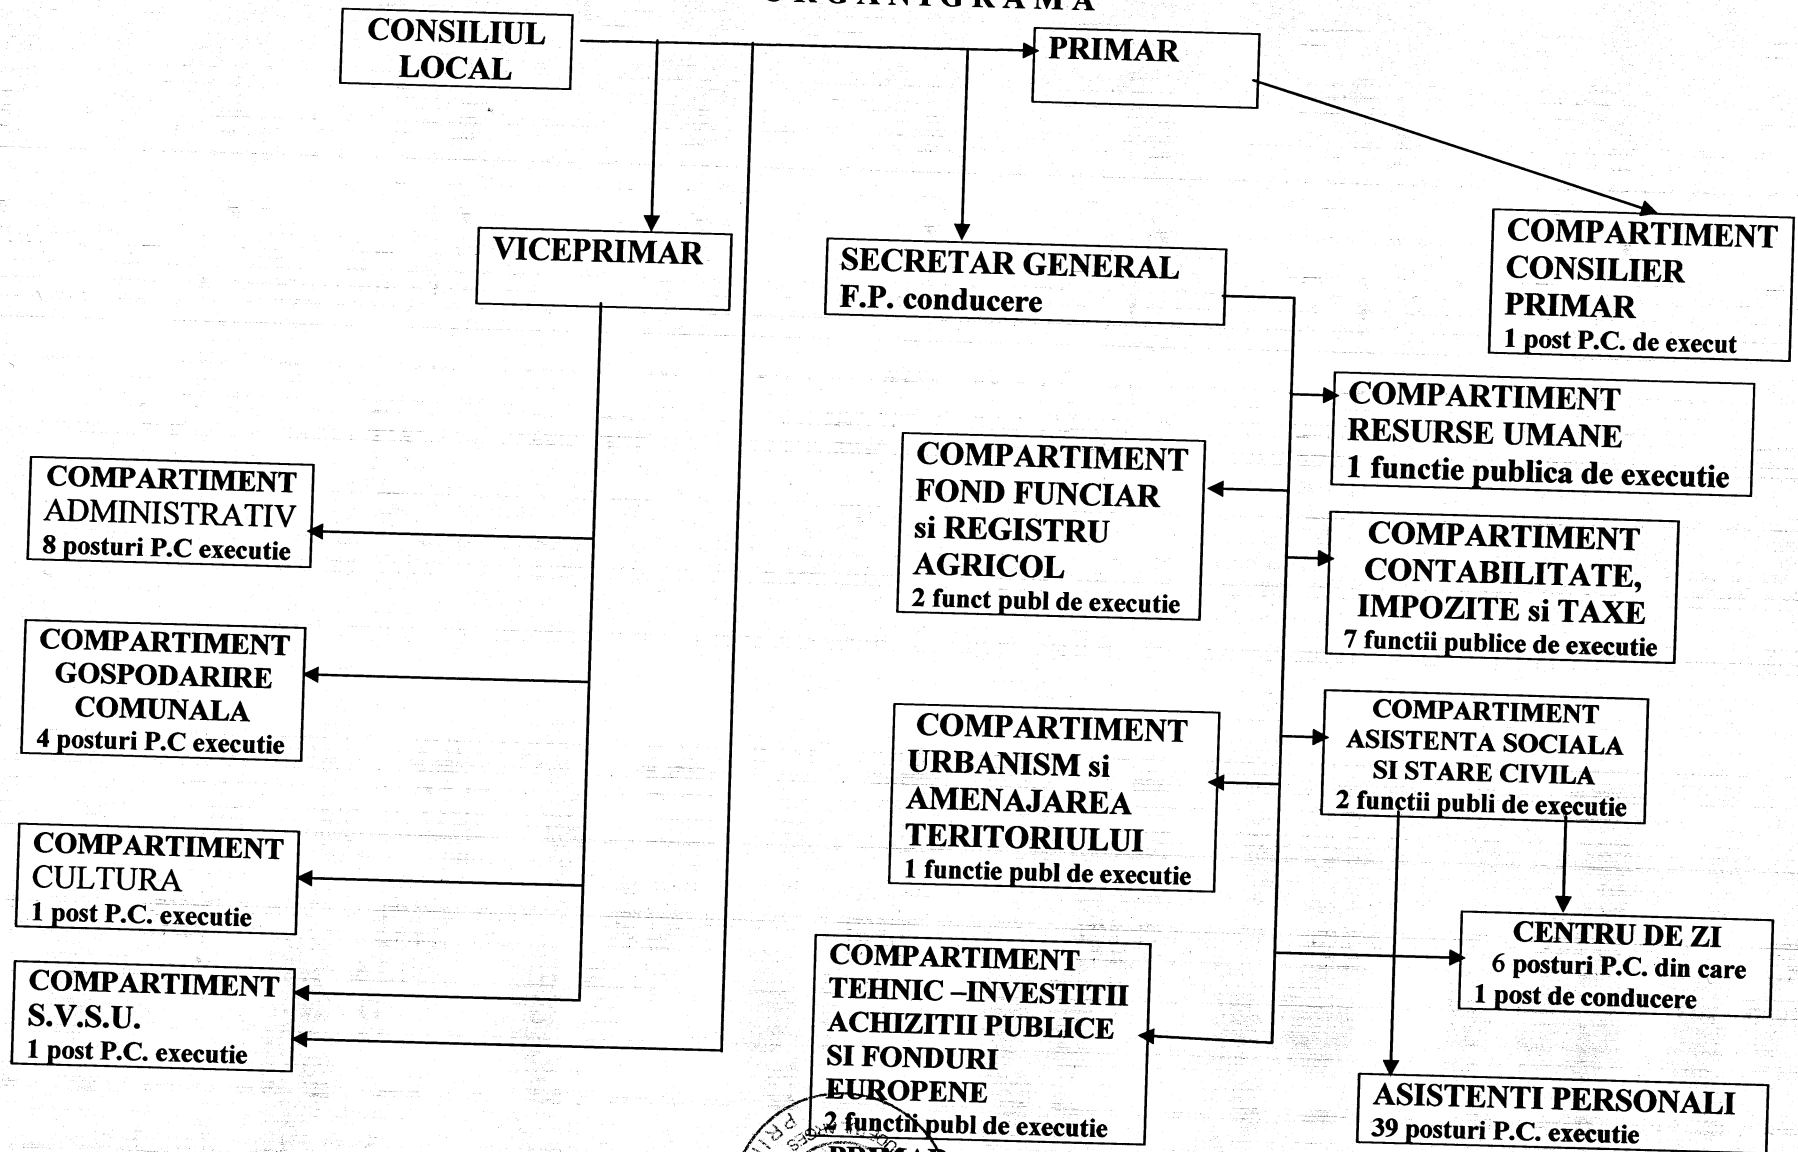 ORGANIGRAMA
CONSILIUL
LOCAL
PRIMAR
VICEPRIMAR
SECRETAR GENERAL
F.P. conducere
COMPARTIMENT
CONSILIER
PRIMAR
1 post P.C. de execut
COMPARTIMENT
RESURSE UMANE
1 functie publica de executie
COMPARTIMENT
FOND FUNCIAR
si REGISTRU
AGRICOL
2 funct publ de executie
COMPARTIMENT
ADMINISTRATIV
8 posturi P.C executie
COMPARTIMENT
CONTABILITATE,
IMPOZITE si TAXE
7 functii publice de executie
COMPARTIMENT
GOSPODARIRE
COMUNALA
4 posturi P.C executie
COMPARTIMENT
URBANISM si
AMENAJAREA
TERITORIULUI
1 functie publ de executie
COMPARTIMENT
ASISTENTA SOCIALA
SI STARE CIVILA
2 functii publi de executie
COMPARTIMENT
CULTURA
1 post P.C. executie
CENTRU DE ZI
6 posturi P.C. din care
1 post de conducere
COMPARTIMENT
S.V.S.U.
1 post P.C. executie
COMPARTIMENT
TEHNIC –INVESTITII
ACHIZITII PUBLICE
SI FONDURI
EUROPENE
2 functii publ de executie
ASISTENTI PERSONALI
39 posturi P.C. executie
PRIMAR